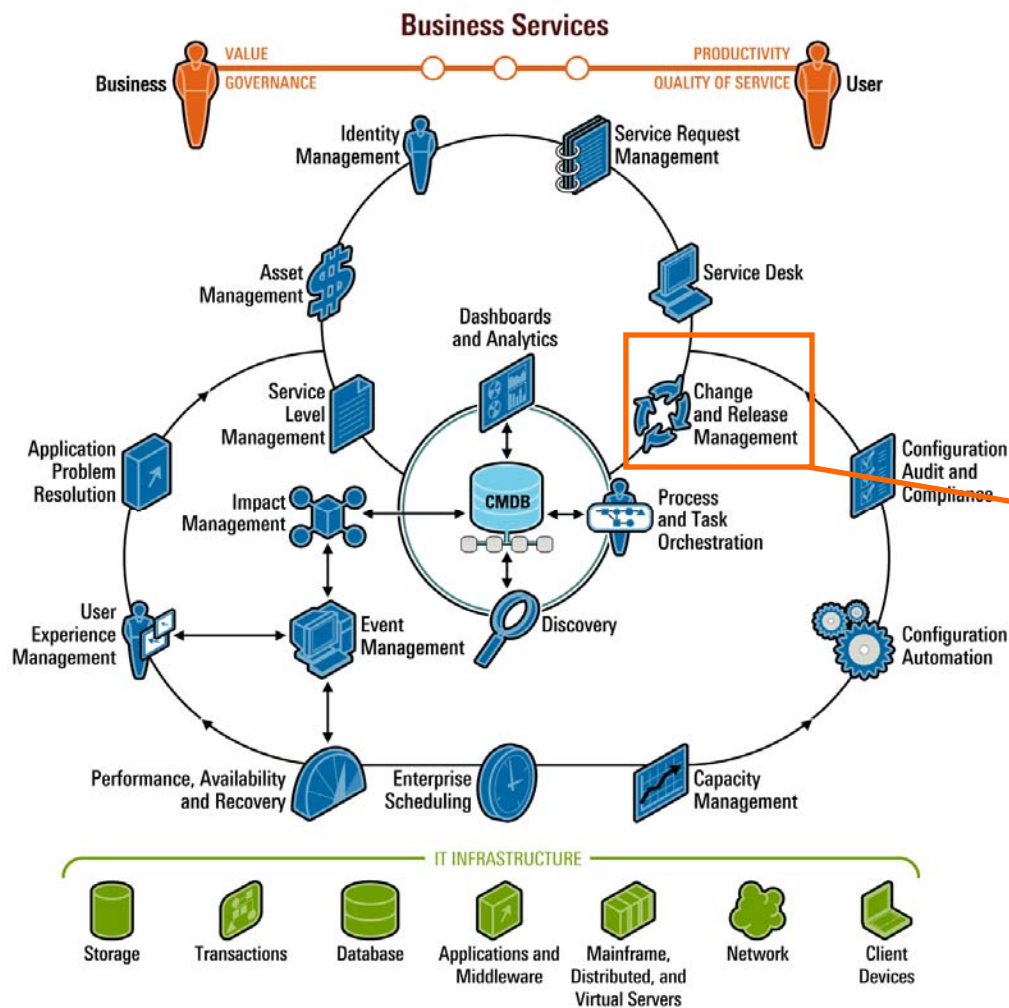 Business Services
VALUE
PRODUCTIVITY
Business
User
GOVERNANCE
QUALITY OF SERVICE
Identity
Management
Service Request
Management
Asset
Management
Service Desk
Dashboards
and Analytics
Service
Level
Management
Change
and Release
Management
Application
Problem
Resolution
Configuration
Audit and
Compliance
Impact
Management
CMDB
Process
and Task
Orchestration
User
Experience
Management
Event
Management
Discovery
Configuration
Automation
Performance, Availability
and Recovery
Enterprise
Scheduling
Capacity
Management
IT INFRASTRUCTURE
Storage
Transactions
Database
Applications and
Middleware
Mainframe,
Distributed, and
Virtual Servers
Network
Client
Devices